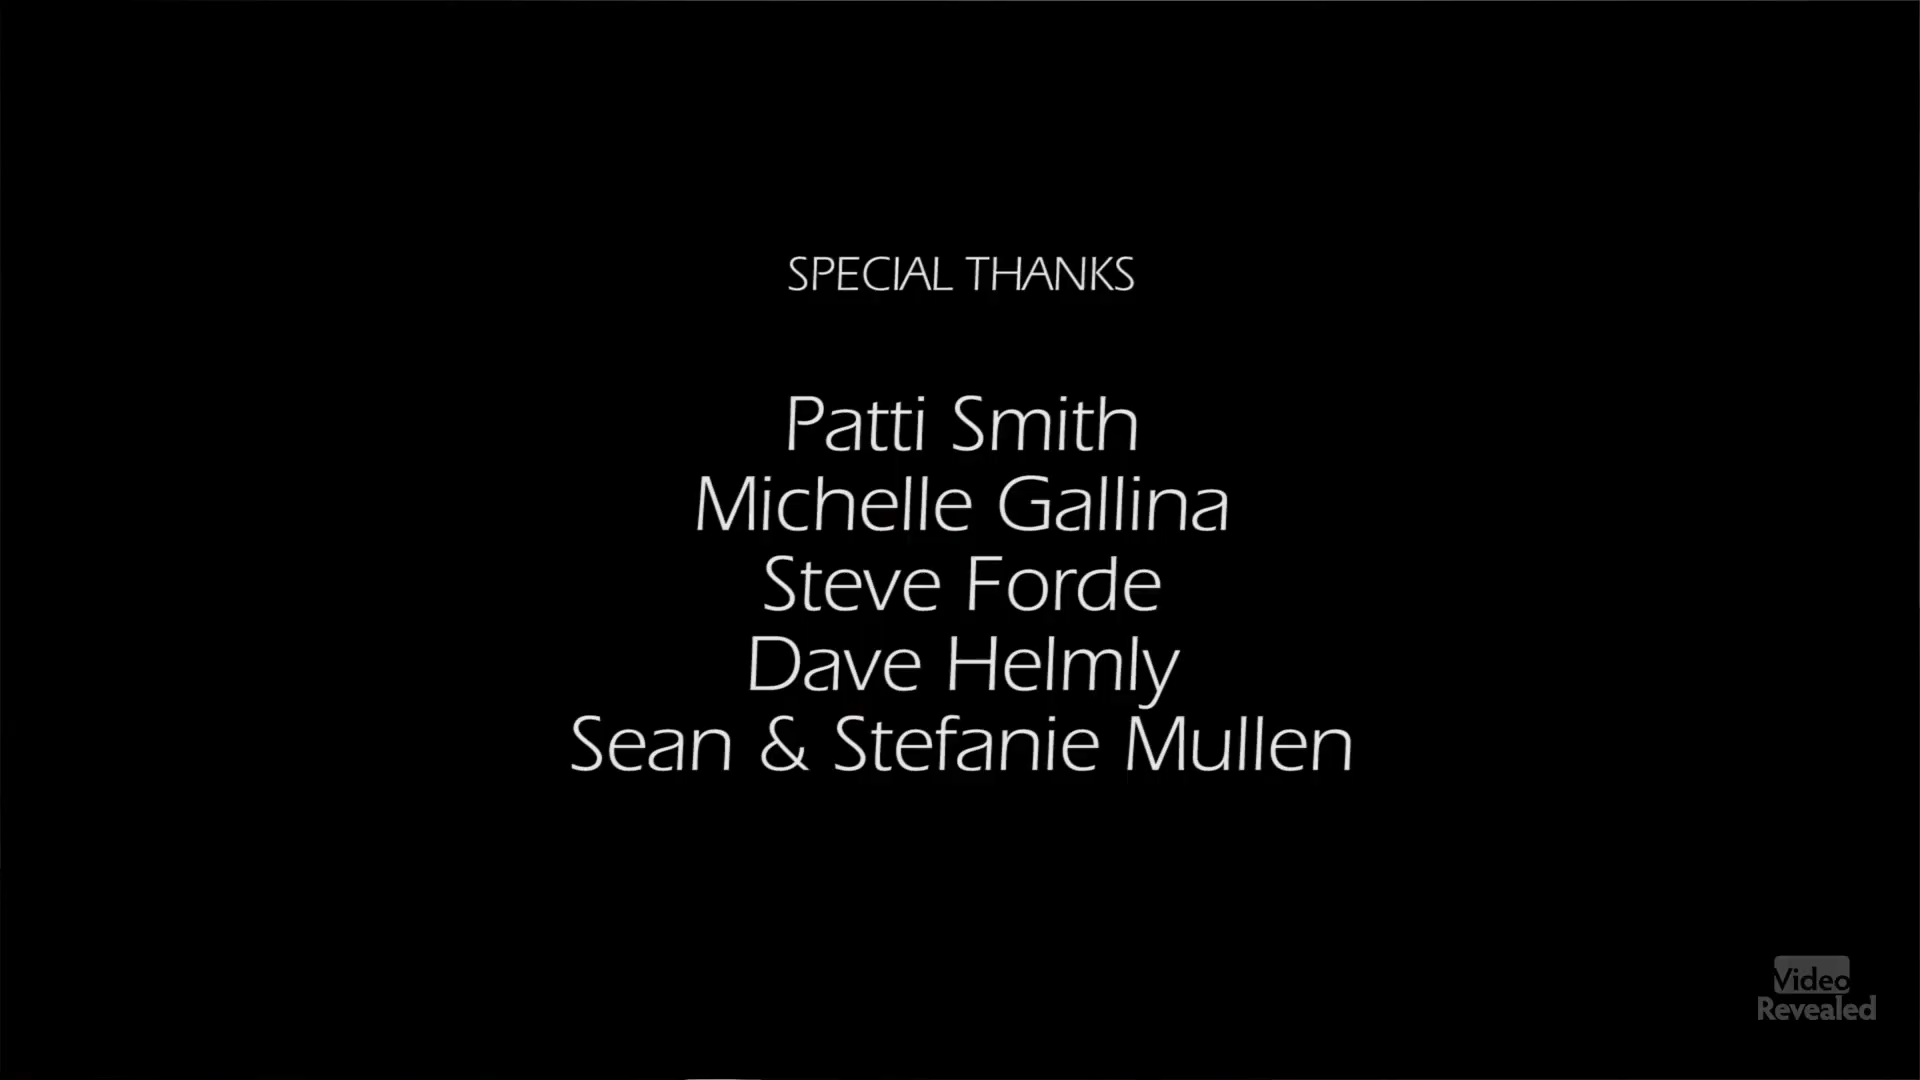 SPECIAL THANKS
Patti Smith
Michelle Gallina
Steve Forde
Dave Helmly
Sean & Stefanie Mullen
Video
Revealed